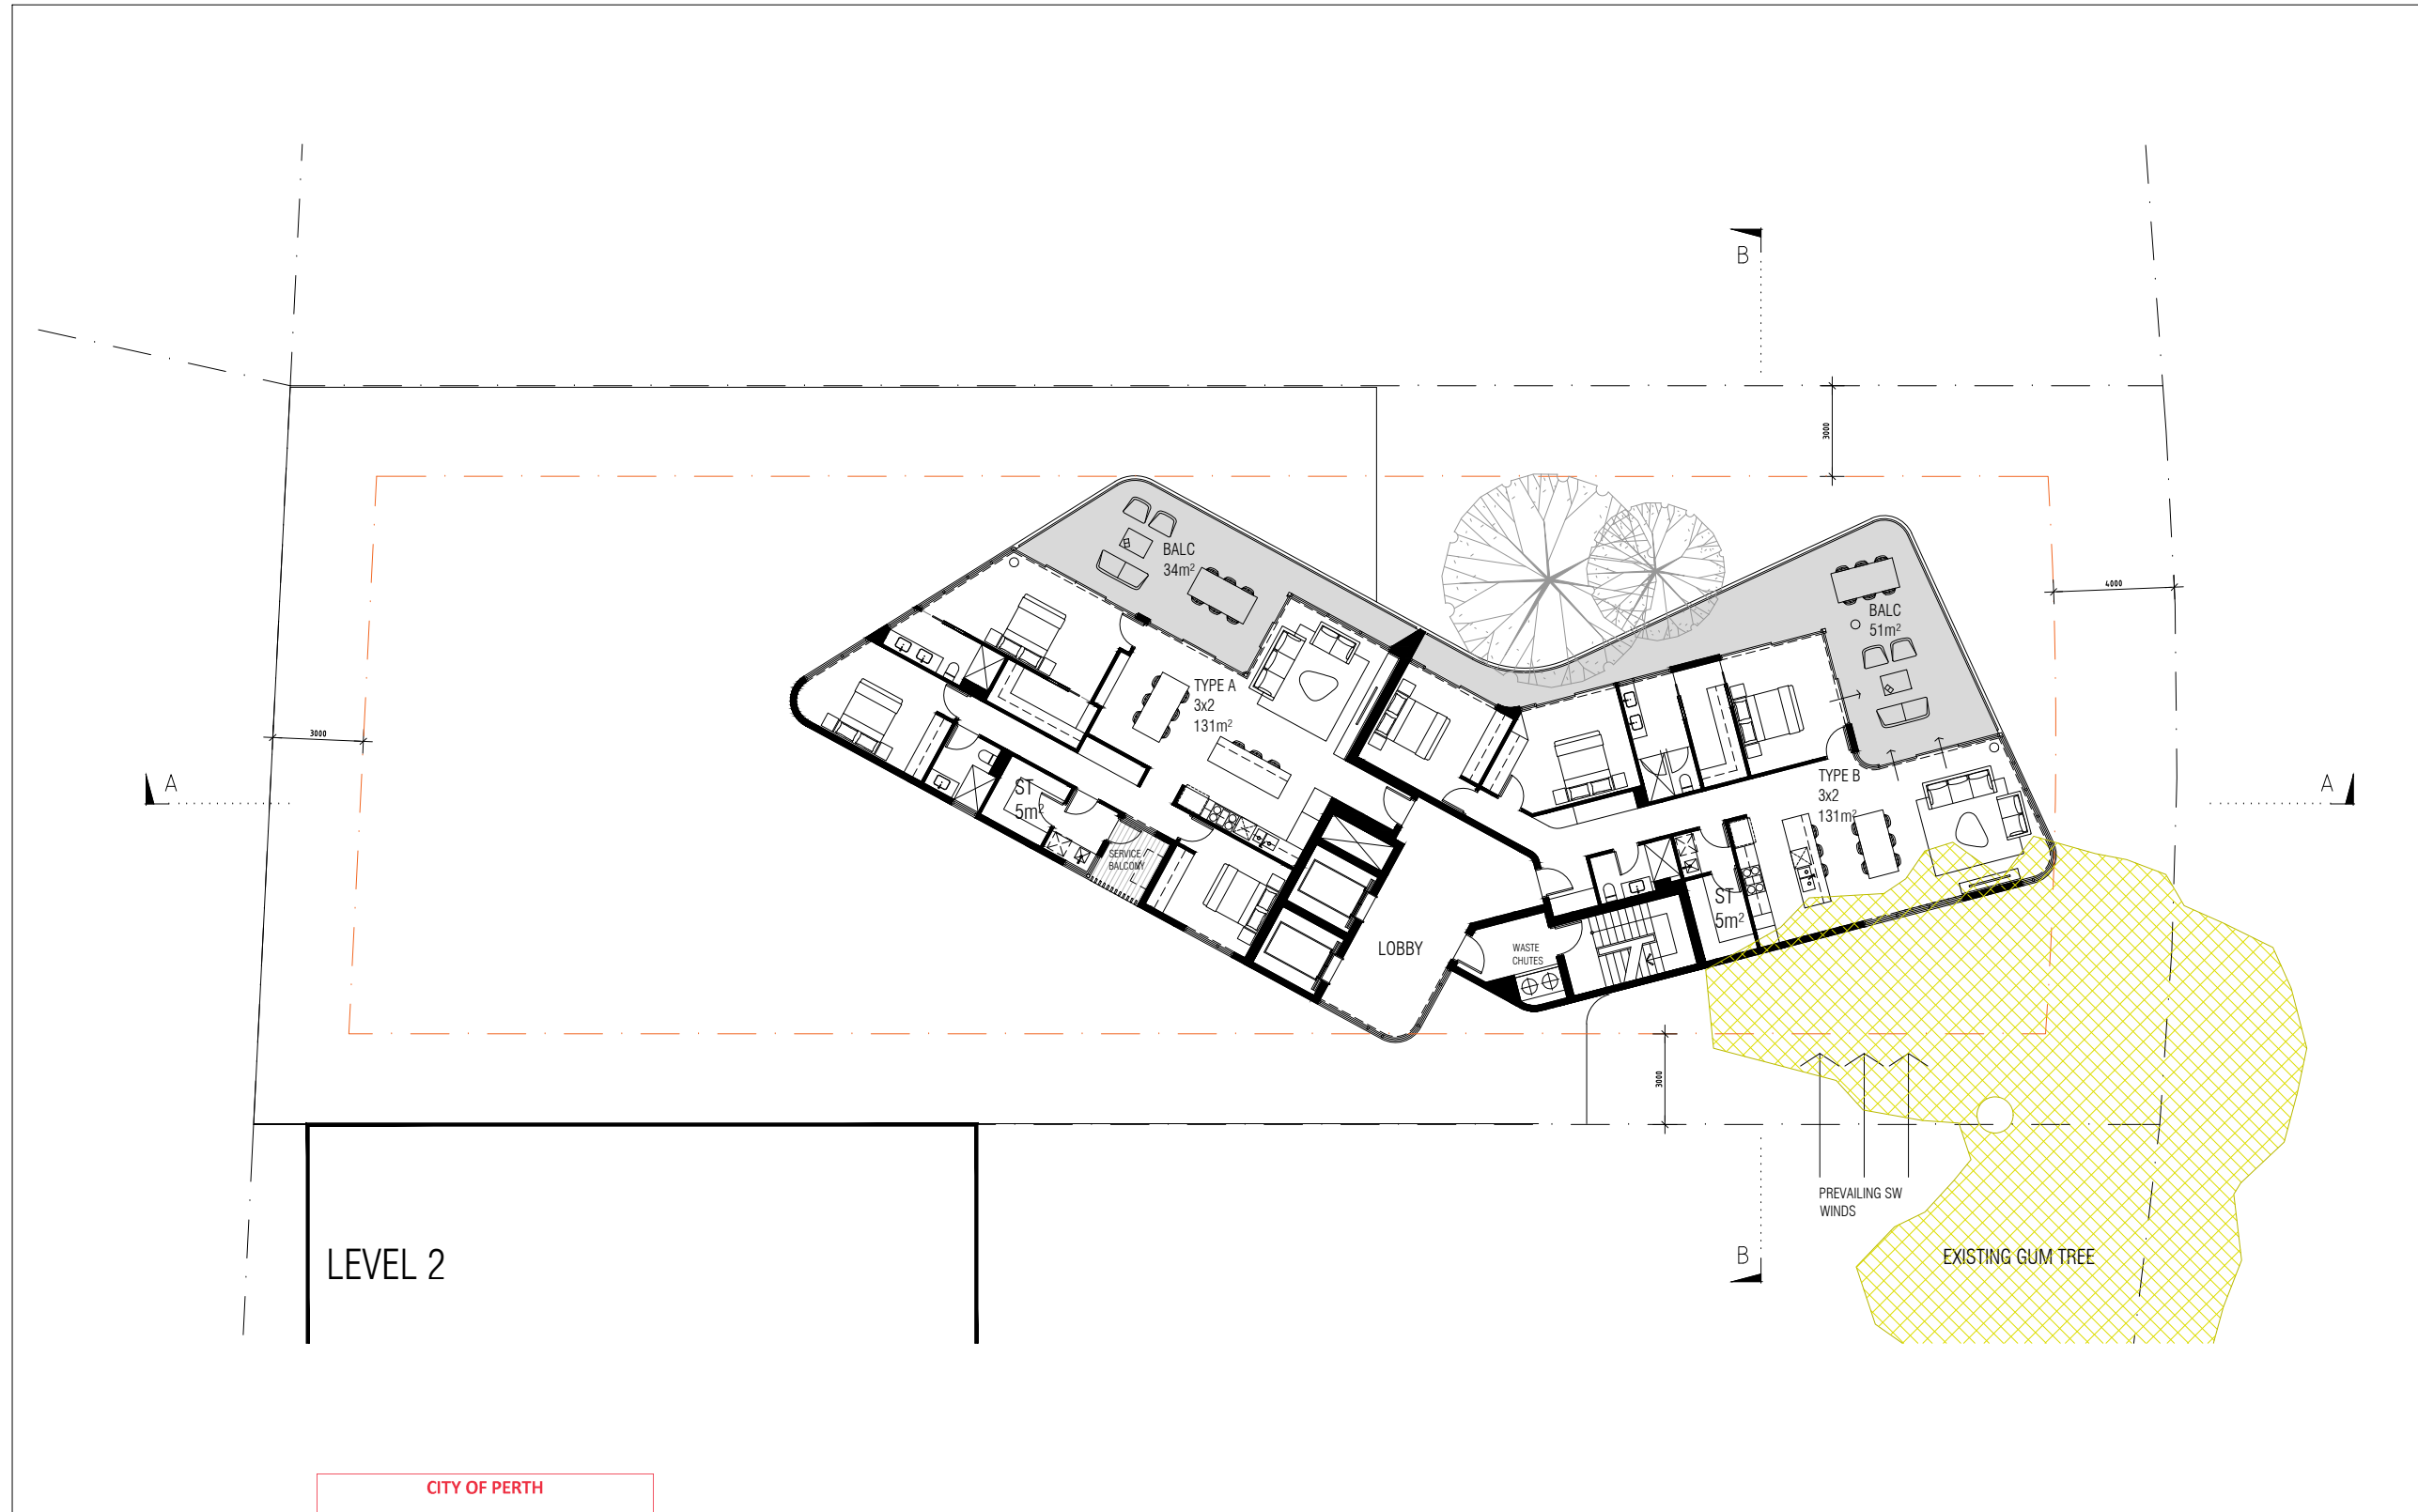 B
3000
BALC
34m²
4000
BALC
51m²
TYPE A
3x2
131m²
3000
TYPE B
3x2
131m²
A
A
ST
5m²
SERVICE
BALCONY
ST
5m²
LOBBY
WASTE
CHUTES
3000
PREVAILING SW
WINDS
LEVEL 2
B
EXISTING GUM TREE
CITY OF PERTH